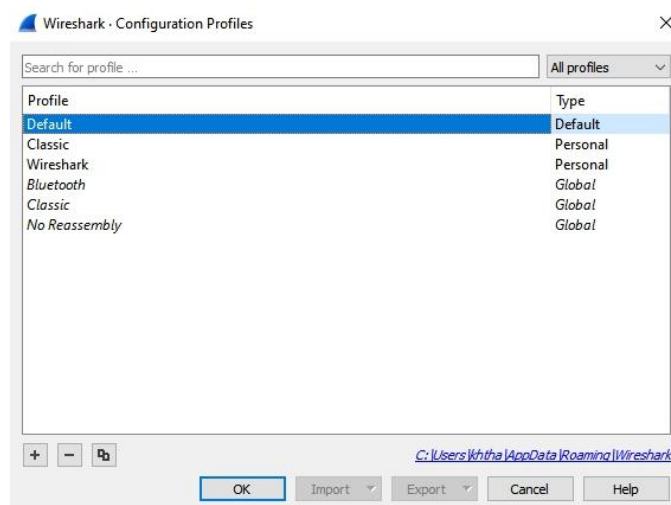 Wireshark · Configuration Profiles
Search for profile ... All profiles
Profile Type
Default Default
Classic Personal
Wireshark Personal
Bluetooth Global
Classic Global
No Reassembly Global
C:\Users\khtha\AppData\Roaming\Wireshark
OK Import Export Cancel Help